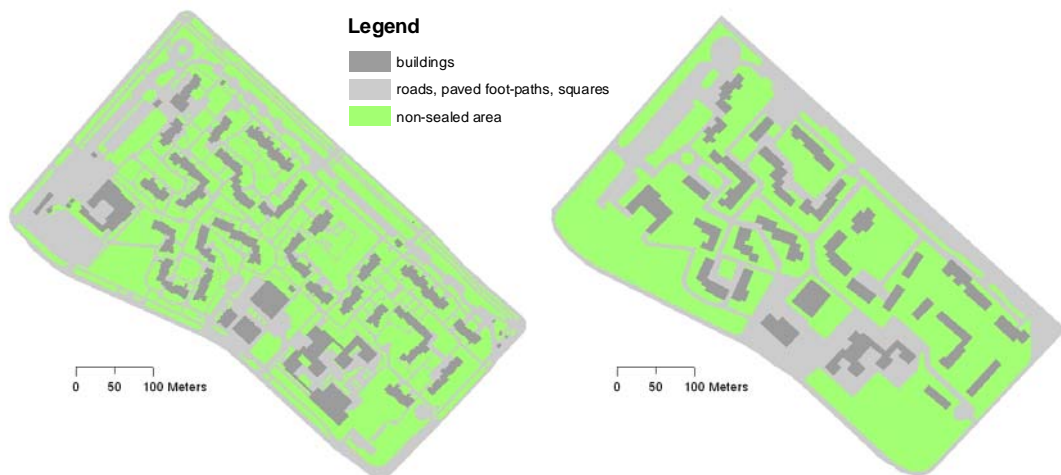 Legend
buildings
roads, paved foot-paths, squares
non-sealed area
0 50 100 Meters
0 50 100 Meters